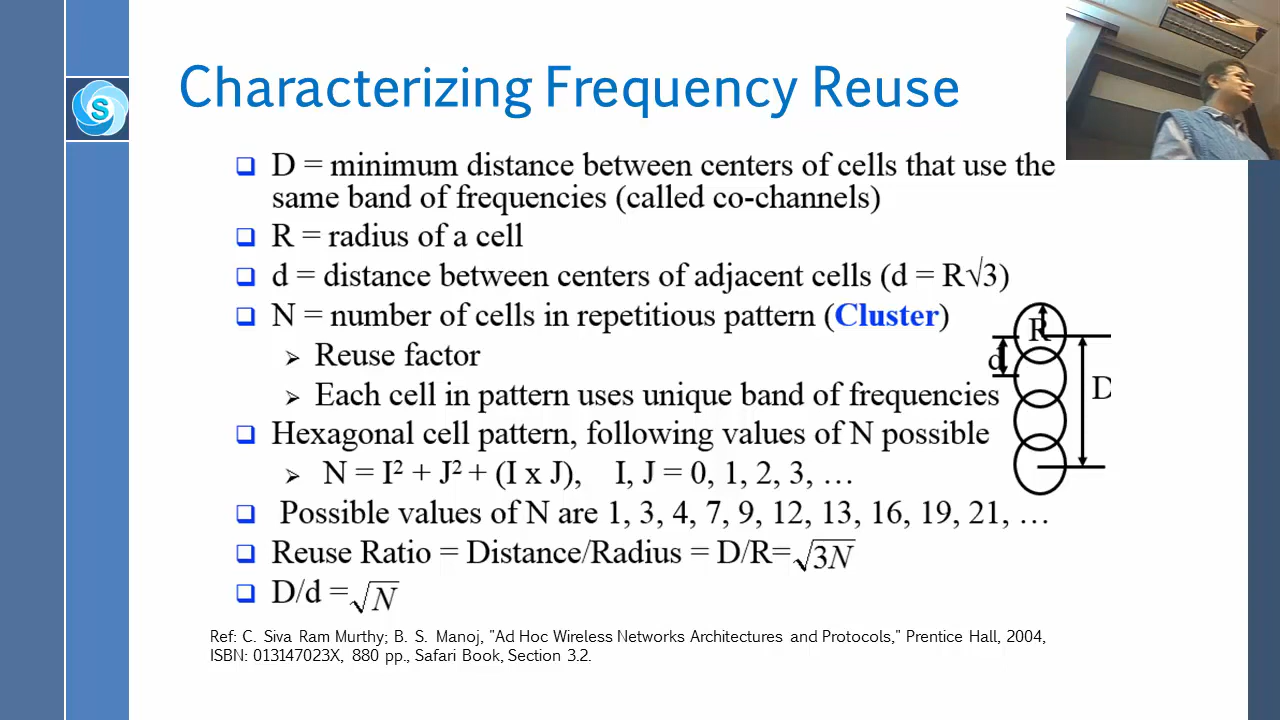 Characterizing Frequency Reuse
S
❑ D = minimum distance between centers of cells that use the
same band of frequencies (called co-channels)
❑ R = radius of a cell
❑ d = distance between centers of adjacent cells (d = R√3)
❑ N = number of cells in repetitious pattern (Cluster)
➢ Reuse factor
➢ Each cell in pattern uses unique band of frequencies
❑ Hexagonal cell pattern, following values of N possible
➢ N = I² + J² + (I x J), I, J = 0, 1, 2, 3, …
❑ Possible values of N are 1, 3, 4, 7, 9, 12, 13, 16, 19, 21, …
❑ Reuse Ratio = Distance/Radius = D/R=√3N
❑ D/d =√N
R
d
D
Ref: C. Siva Ram Murthy; B. S. Manoj, "Ad Hoc Wireless Networks Architectures and Protocols," Prentice Hall, 2004,
ISBN: 013147023X, 880 pp., Safari Book, Section 3.2.